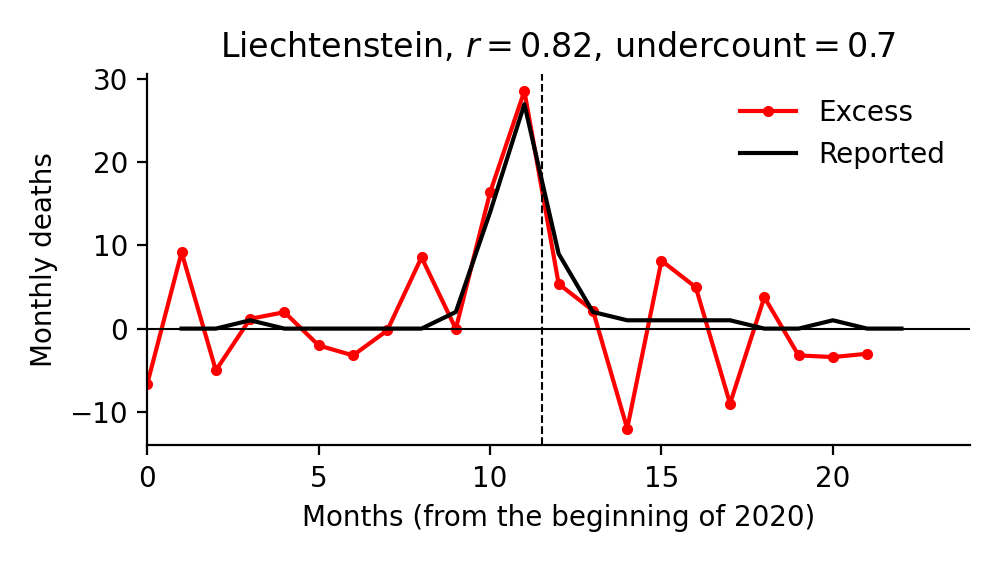 Liechtenstein, r = 0.82, undercount = 0.7
30
20
10
0
−10
Monthly deaths
Excess
Reported
0 5 10 15 20
Months (from the beginning of 2020)